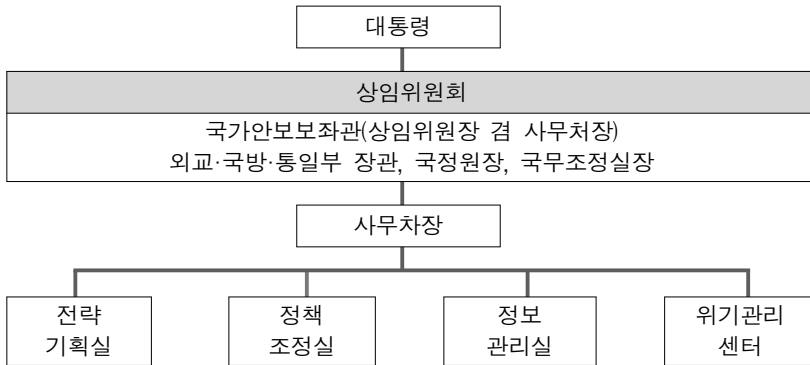 대통령
상임위원회
국가안보보좌관(상임위원장 겸 사무처장)
외교·국방·통일부 장관, 국정원장, 국무조정실장
사무차장
전략
기획실
정책
조정실
정보
관리실
위기관리
센터